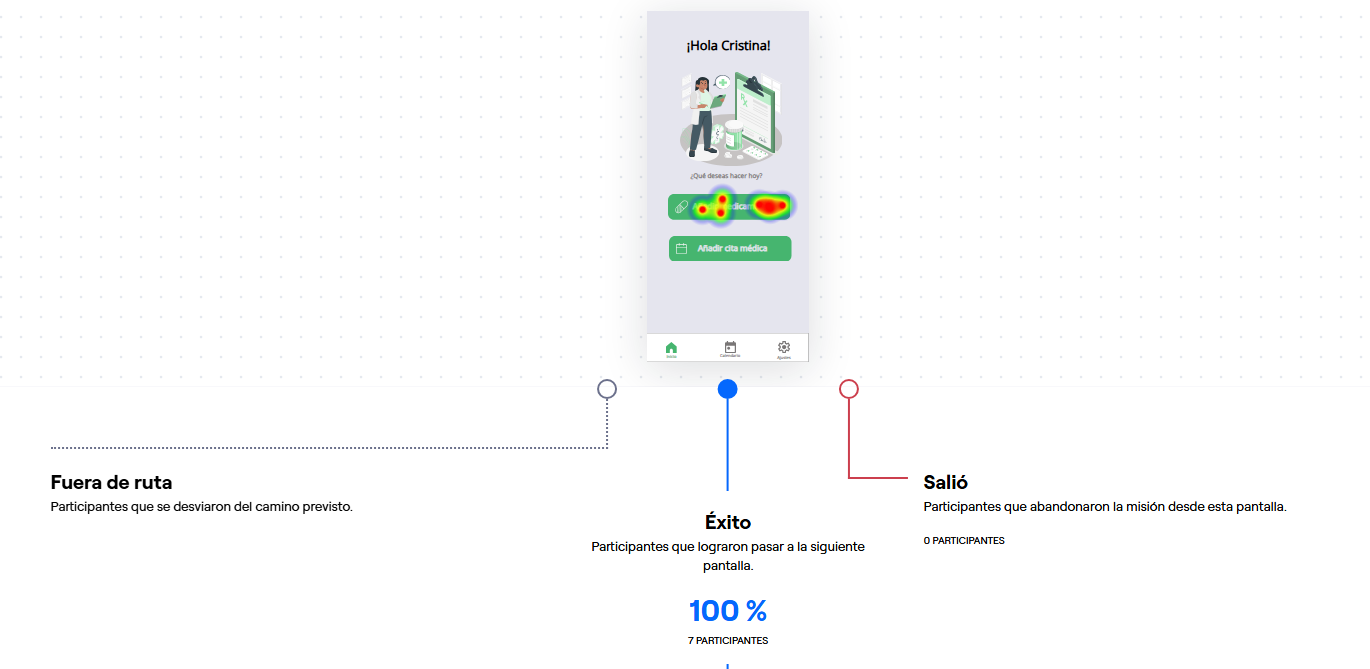 ¡Hola Cristina!
¿Qué deseas hacer hoy?
Añadir cita médica
Inicio
Calendario
Ajustes
Fuera de ruta
Participantes que se desviaron del camino previsto.
Éxito
Participantes que lograron pasar a la siguiente
pantalla.
100 %
7 PARTICIPANTES
Salió
Participantes que abandonaron la misión desde esta pantalla.
0 PARTICIPANTES